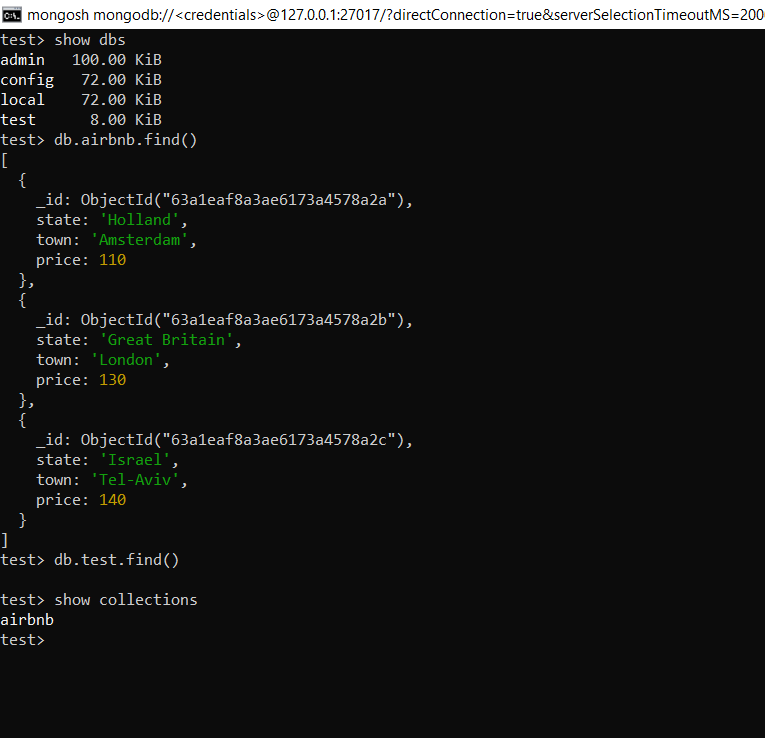 mongosh mongodb://<credentials>@127.0.0.1:27017/?directConnection=true&serverSelectionTimeoutMS=200
test> show dbs
admin   100.00 KiB
config   72.00 KiB
local    72.00 KiB
test      8.00 KiB
test> db.airbnb.find()
[
  {
    _id: ObjectId("63a1eaf8a3ae6173a4578a2a"),
    state: 'Holland',
    town: 'Amsterdam',
    price: 110
  },
  {
    _id: ObjectId("63a1eaf8a3ae6173a4578a2b"),
    state: 'Great Britain',
    town: 'London',
    price: 130
  },
  {
    _id: ObjectId("63a1eaf8a3ae6173a4578a2c"),
    state: 'Israel',
    town: 'Tel-Aviv',
    price: 140
  }
]
test> db.test.find()

test> show collections
airbnb
test>